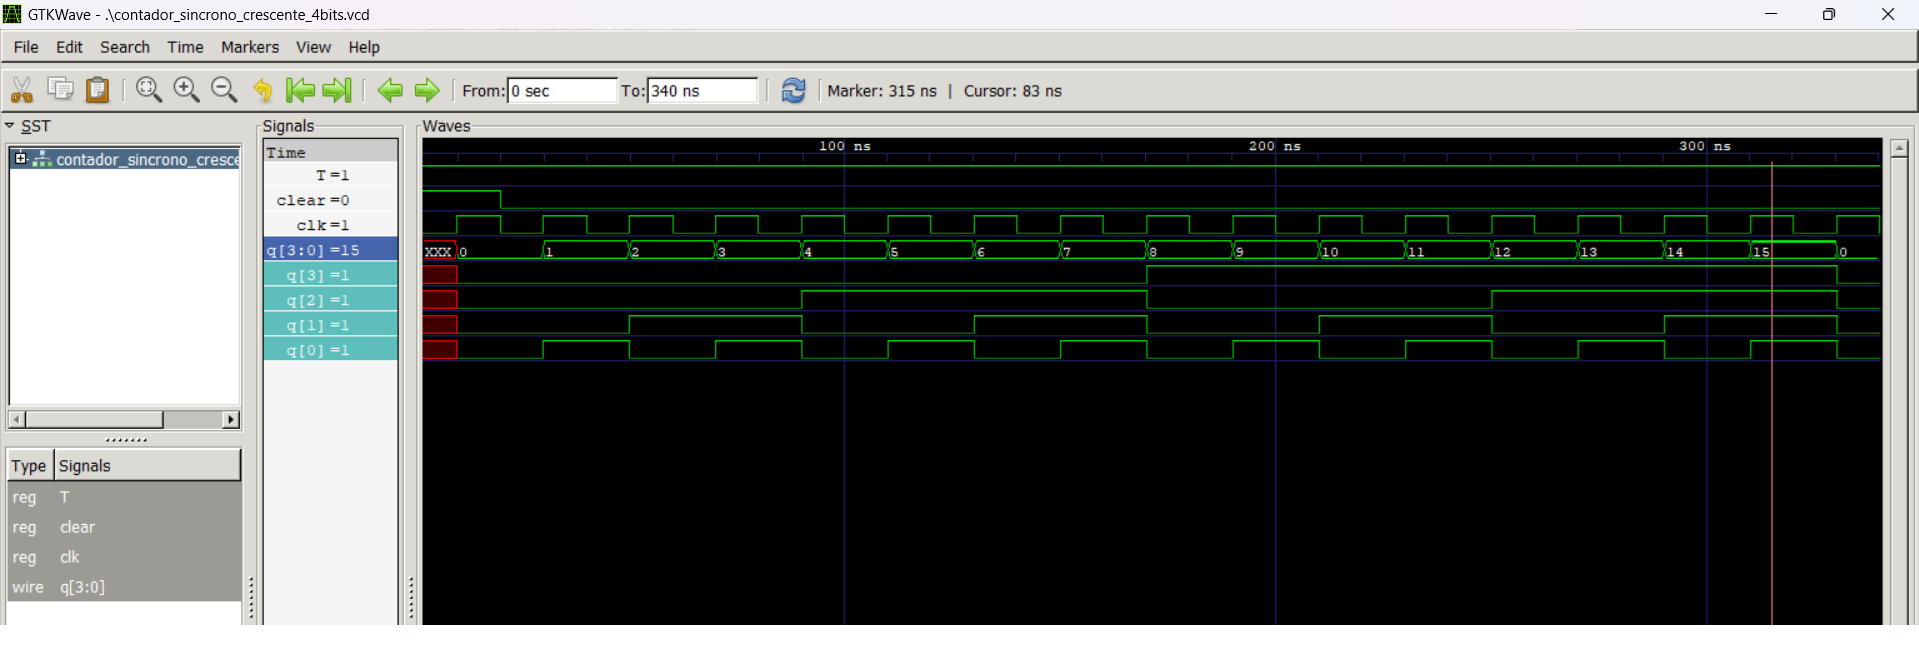 GTKWave - .\contador_sincrono_crescente_4bits.vcd
File Edit Search Time Markers View Help
From: 0 sec To: 340 ns Marker: 315 ns | Cursor: 83 ns
SST
contador_sincrono_cresce
Type Signals
reg T
reg clear
reg clk
wire q[3:0]
Signals
Time
T=1
clear=0
clk=1
q[3:0]=15
q[3]=1
q[2]=1
q[1]=1
q[0]=1
Waves
100 ns 200 ns 300 ns
XXX 0 1 2 3 4 5 6 7 8 9 10 11 12 13 14 15 0